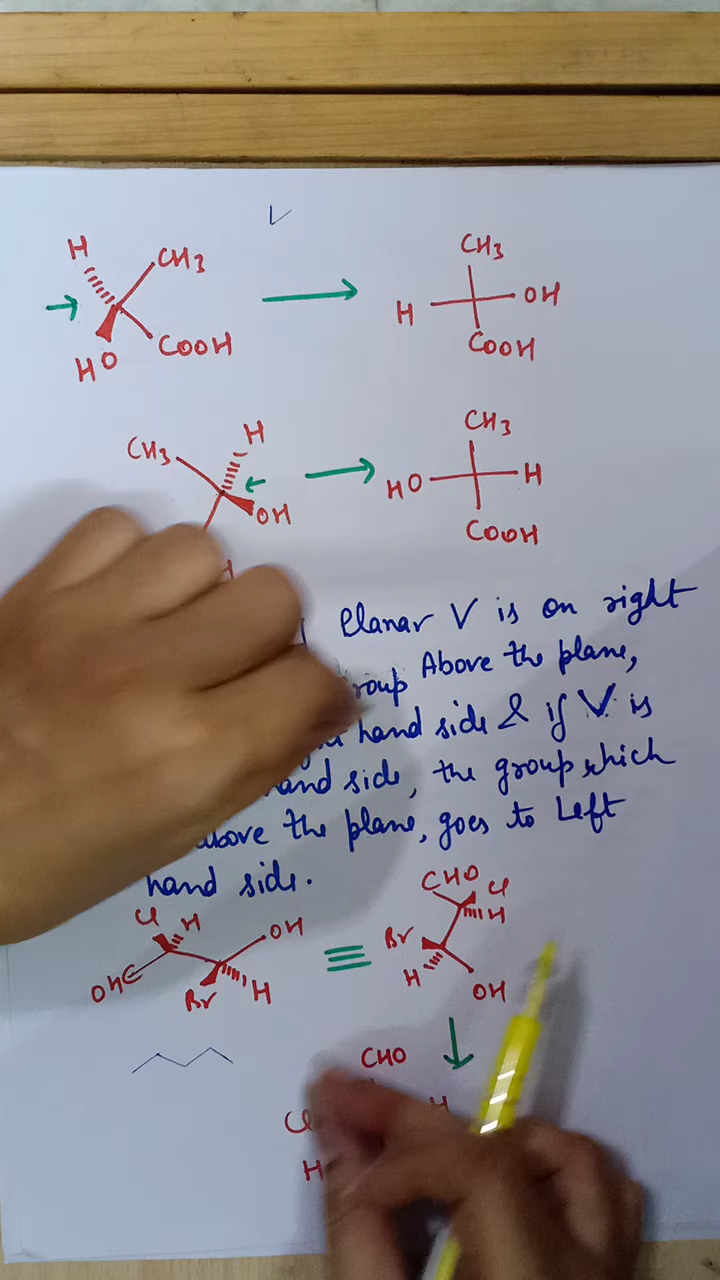 H CH3
HO COOH
CH3
H OH
COOH
CH3 H
OH
CH3
HO H
COOH
Planar V is on right
group Above the plane,
hand side & if V is
hand side, the group which
above the plane, goes to Left
hand side.
Cl H OH
OHC Br H
CHO Cl
H
Br
H OH
CHO
Cl H
H